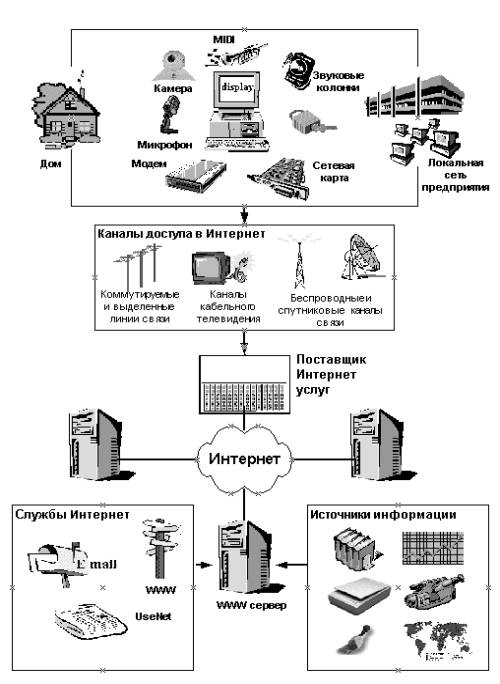 MIDI
Камера
display
Звуковые
колонки
Микрофон
Дом
Модем
Сетевая
карта
Локальная
сеть
предприятия
Каналы доступа в Интернет
Коммутируемые
и выделенные
линии связи
Каналы
кабельного
телевидения
Беспроводныеи
спутниковые каналы
связи
Поставщик
Интернет
услуг
Интернет
Службы Интернет
E mail
WWW
UseNet
WWW сервер
Источники информации